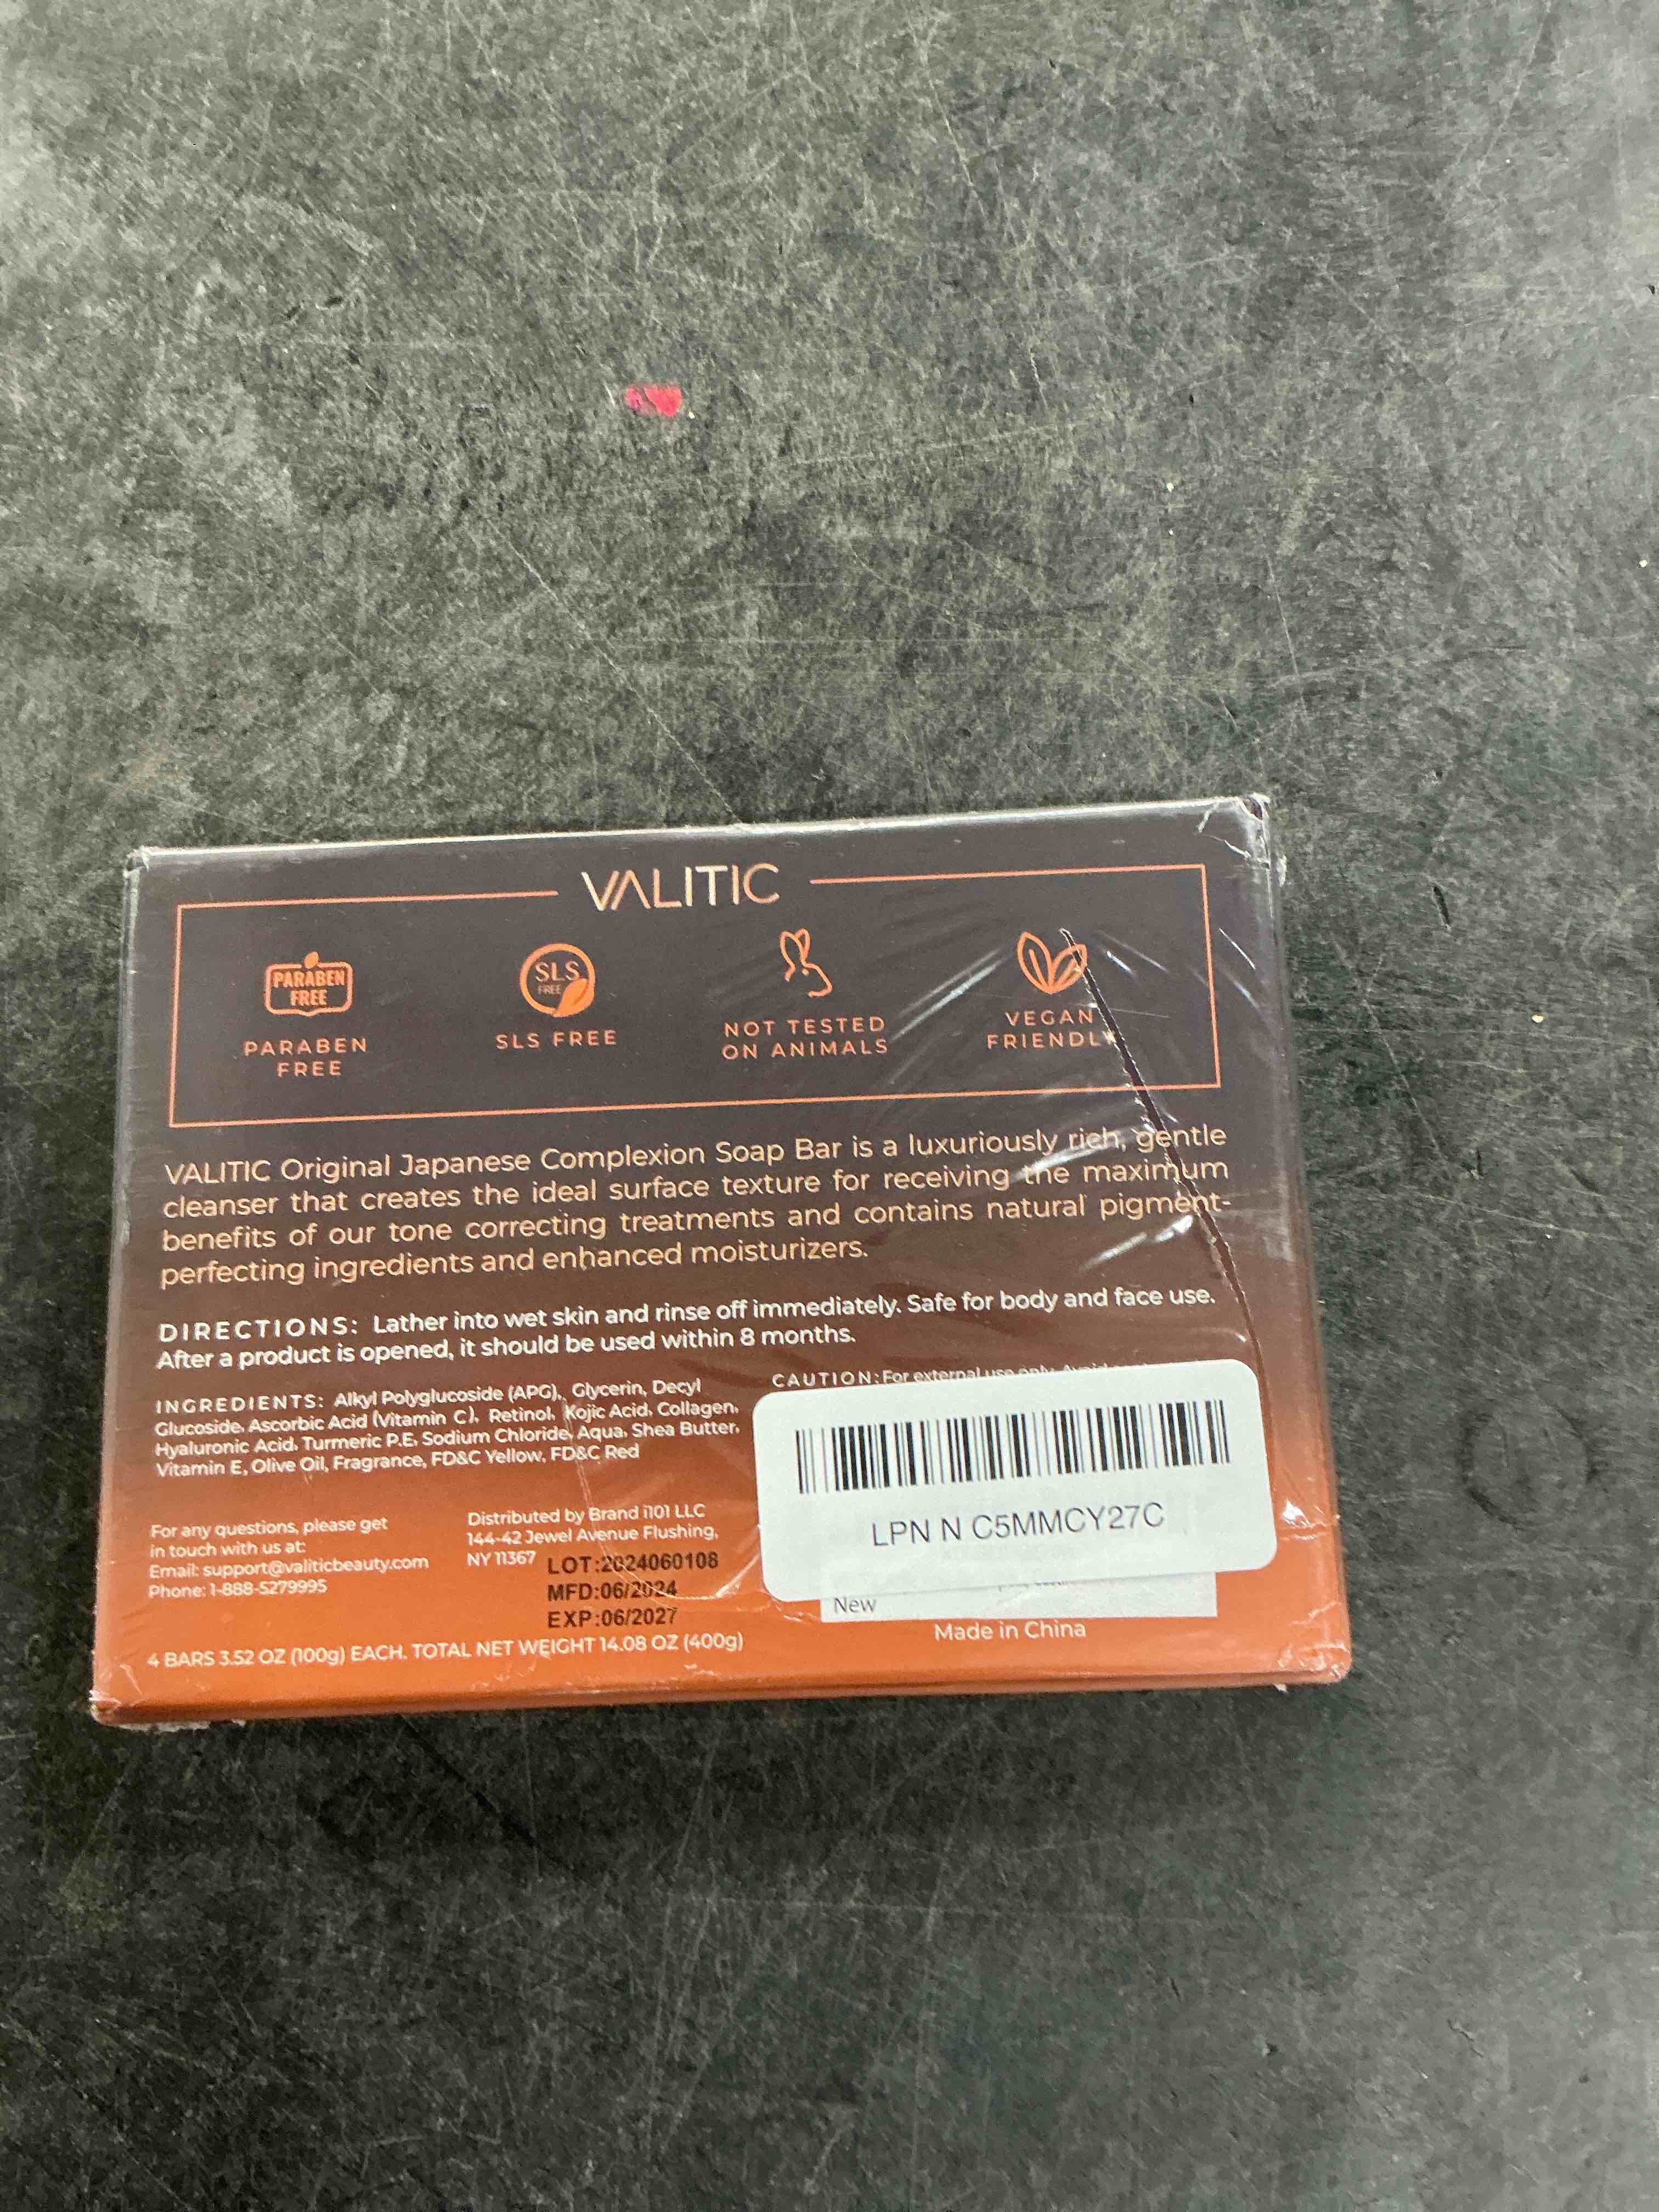 VALITIC
PARABEN
FREE
PARABEN
FREE
SLS
FREE
SLS FREE
NOT TESTED
ON ANIMALS
VEGAN
FRIENDLY
VALITIC Original Japanese Complexion Soap Bar is a luxuriously rich, gentle
cleanser that creates the ideal surface texture for receiving the maximum
benefits of our tone correcting treatments and contains natural pigment-
perfecting ingredients and enhanced moisturizers.
DIRECTIONS: Lather into wet skin and rinse off immediately. Safe for body and face use.
After a product is opened, it should be used within 8 months.
INGREDIENTS: Alkyl Polyglucoside (APG), Glycerin, Decyl
Glucoside, Ascorbic Acid (Vitamin C), Retinol, Kojic Acid, Collagen,
Hyaluronic Acid, Turmeric P.E, Sodium Chloride, Aqua, Shea Butter,
Vitamin E, Olive Oil, Fragrance, FD&C Yellow, FD&C Red
CAUTION: For external use only. Avoid
LPN N C5MMCY27C
New
Made in China
For any questions, please get
in touch with us at:
Email: support@valiticbeauty.com
Phone: 1-888-5279995
Distributed by Brand i101 LLC
144-42 Jewel Avenue Flushing,
NY 11367
LOT:2024060108
MFD:06/2024
EXP:06/2027
4 BARS 3.52 OZ (100g) EACH. TOTAL NET WEIGHT 14.08 OZ (400g)